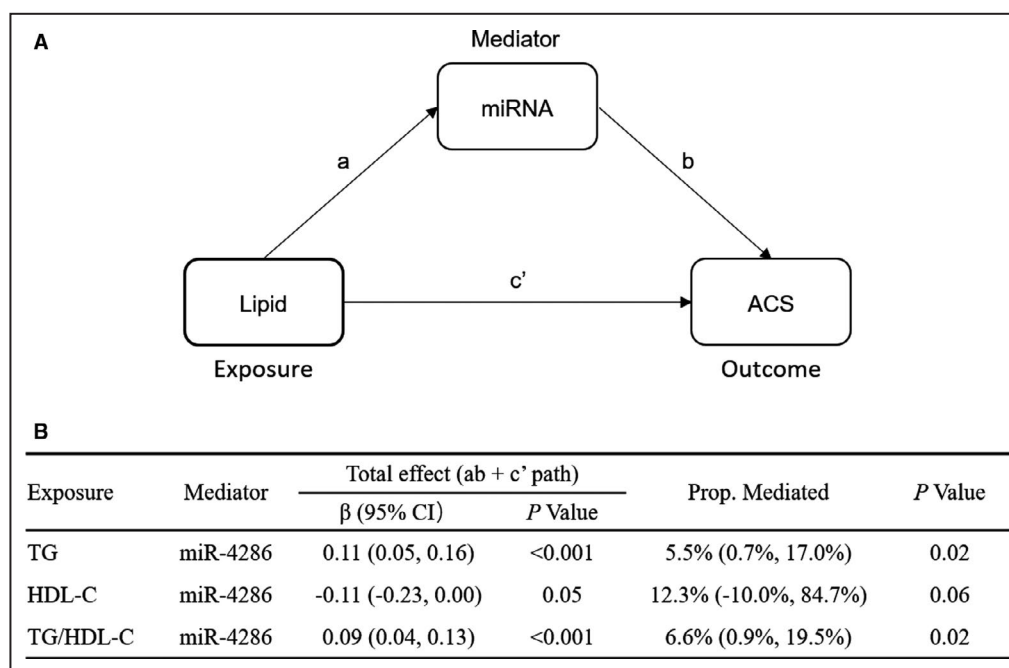 A
Mediator
miRNA
a
b
Lipid
c’
ACS
Exposure
Outcome
B
Exposure Mediator Total effect (ab + c’ path) Prop. Mediated P Value
β (95% CI) P Value
TG miR-4286 0.11 (0.05, 0.16) <0.001 5.5% (0.7%, 17.0%) 0.02
HDL-C miR-4286 -0.11 (-0.23, 0.00) 0.05 12.3% (-10.0%, 84.7%) 0.06
TG/HDL-C miR-4286 0.09 (0.04, 0.13) <0.001 6.6% (0.9%, 19.5%) 0.02